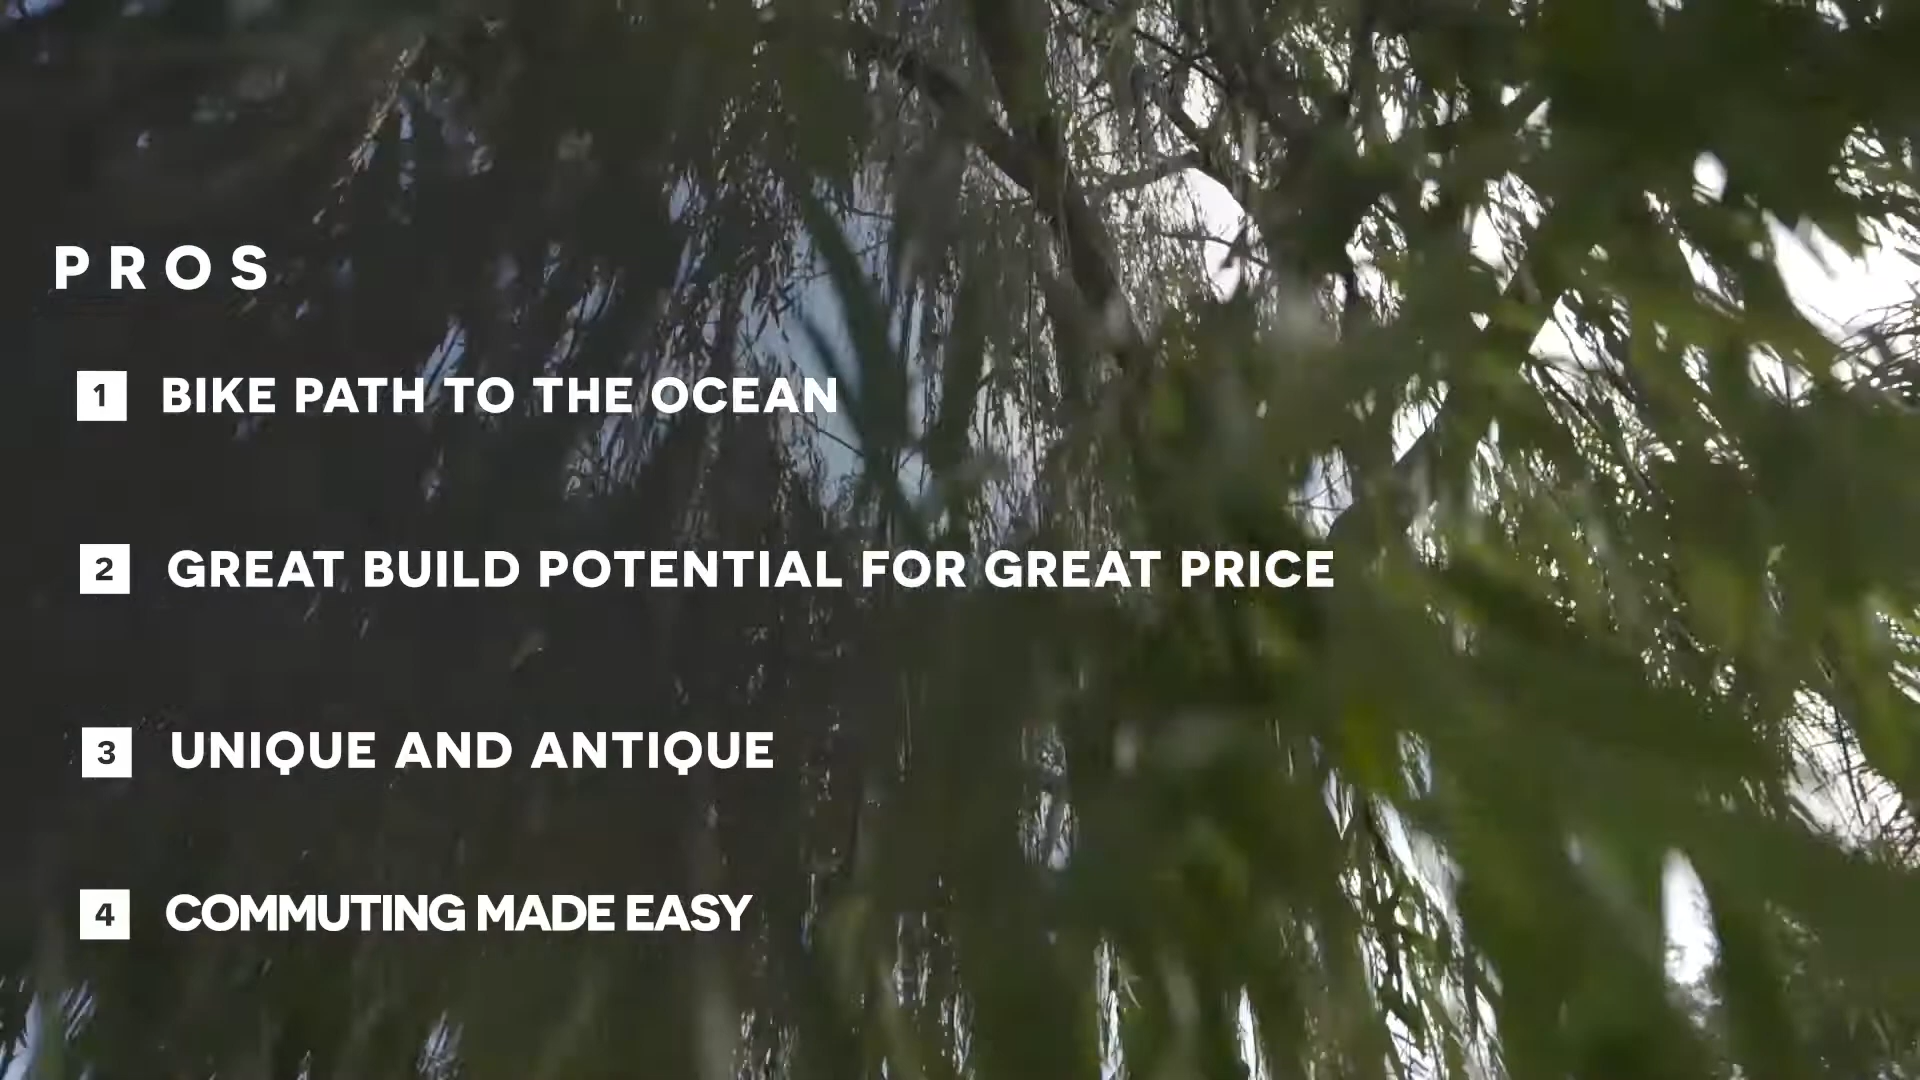 PROS
1 BIKE PATH TO THE OCEAN
2 GREAT BUILD POTENTIAL FOR GREAT PRICE
3 UNIQUE AND ANTIQUE
4 COMMUTING MADE EASY